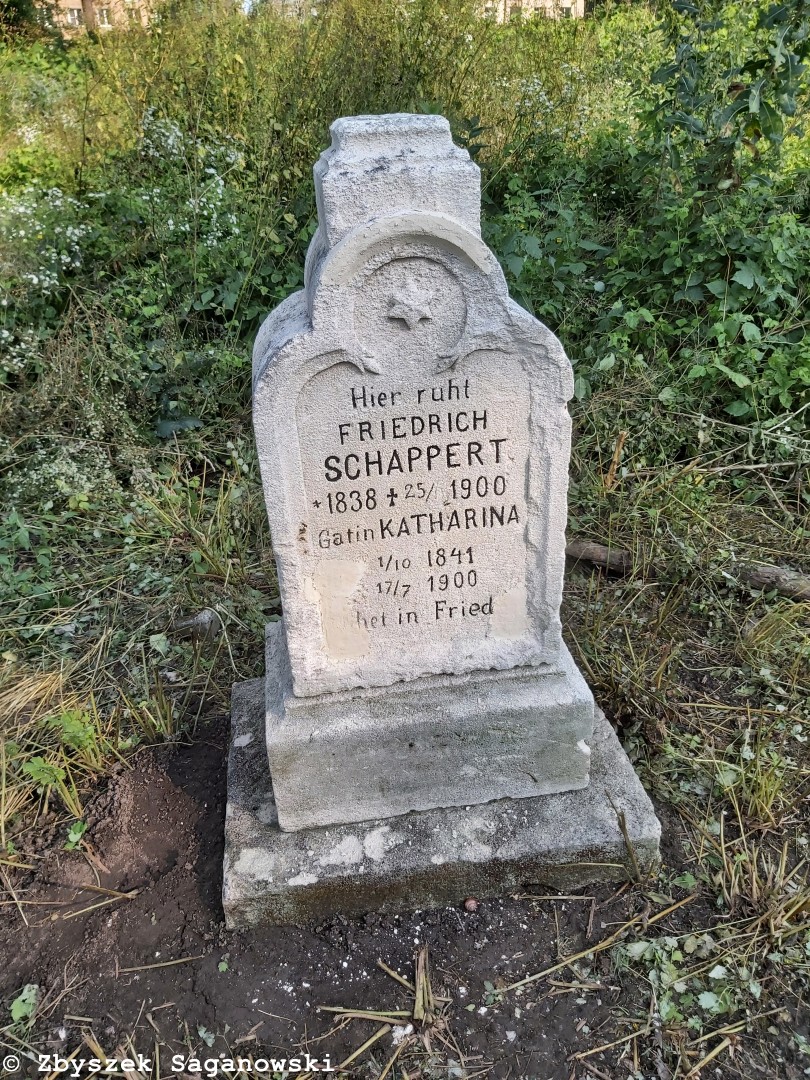 Hier ruht
FRIEDRICH
SCHAPPERT
*1838 ✝ 25/ 1900
Gatin KATHARINA
1/10 1841
17/7 1900
het in Fried
© Zbyszek Saganowski